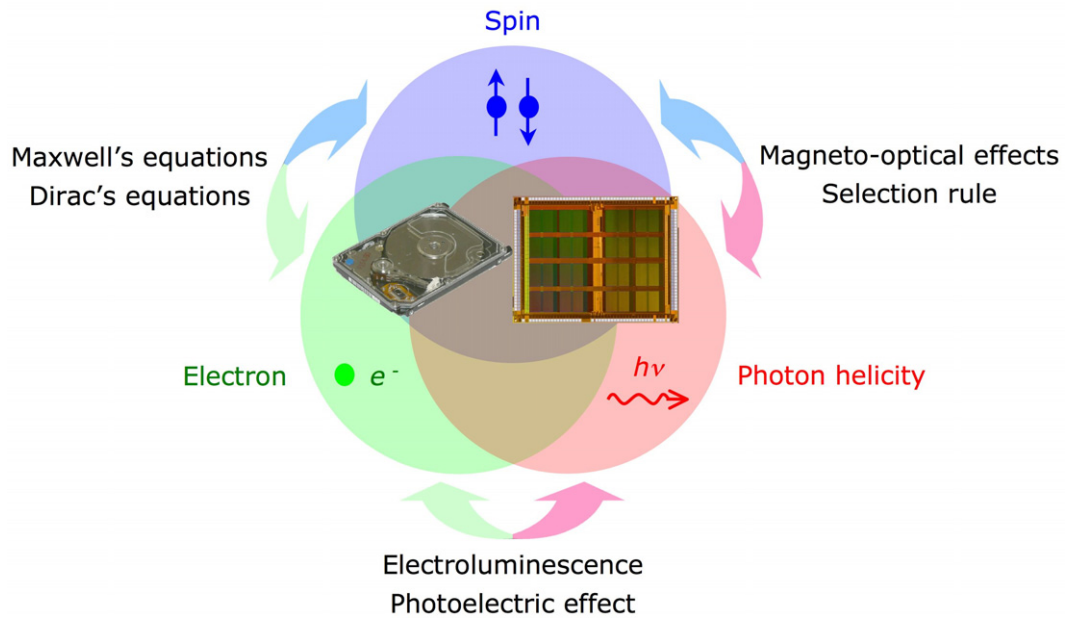 Spin
Maxwell's equations
Dirac's equations
Magneto-optical effects
Selection rule
Electron
e -
hν
Photon helicity
Electroluminescence
Photoelectric effect